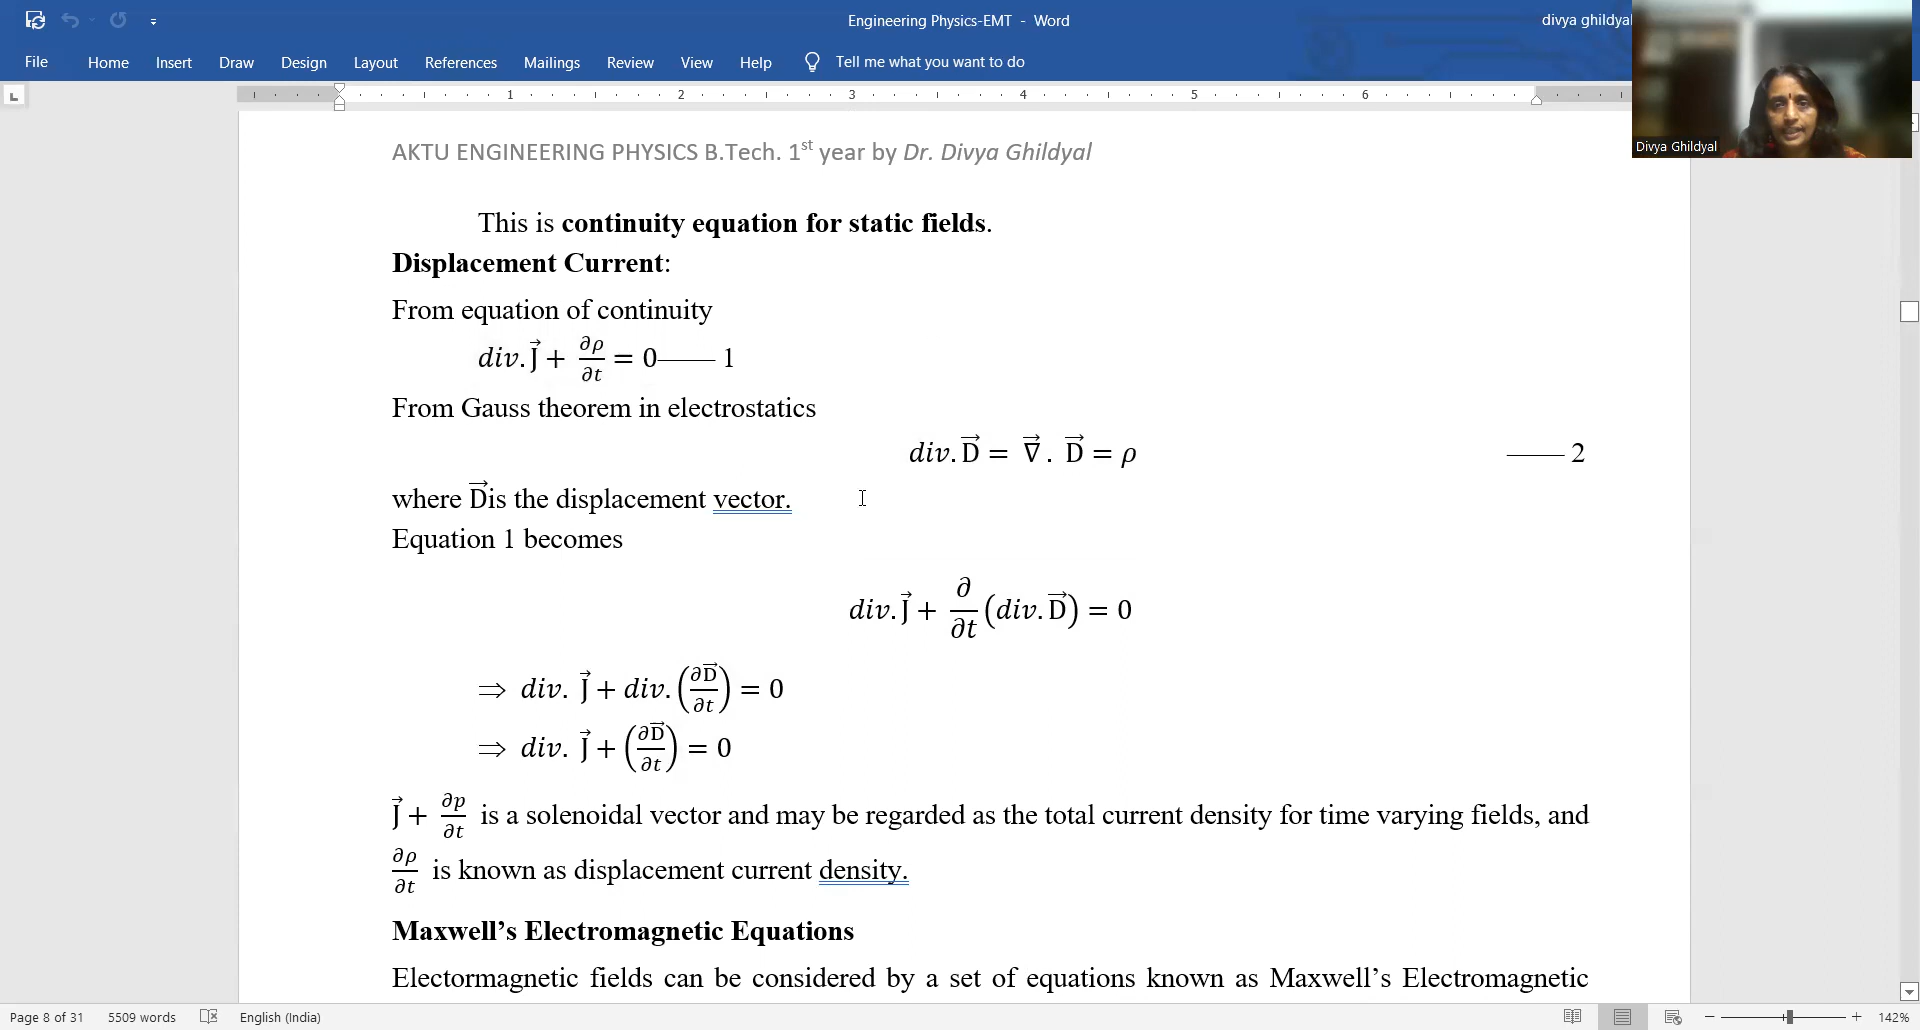 Engineering Physics-EMT - Word
divya ghildyal
File Home Insert Draw Design Layout References Mailings Review View Help Tell me what you want to do
1 2 3 4 5 6
Divya Ghildyal
AKTU ENGINEERING PHYSICS B.Tech. 1st year by Dr. Divya Ghildyal
This is continuity equation for static fields.
Displacement Current:
From equation of continuity
div.J⃗ + ∂ρ/∂t = 0—— 1
From Gauss theorem in electrostatics
div.D⃗ = ∇⃗. D⃗ = ρ —— 2
where D⃗is the displacement vector.
Equation 1 becomes
div.J⃗ + ∂/∂t (div.D⃗) = 0
⟹ div. J⃗ + div.(∂D⃗/∂t) = 0
⟹ div. J⃗ + (∂D⃗/∂t) = 0
J⃗ + ∂p/∂t is a solenoidal vector and may be regarded as the total current density for time varying fields, and
∂ρ/∂t is known as displacement current density.
Maxwell’s Electromagnetic Equations
Electormagnetic fields can be considered by a set of equations known as Maxwell’s Electromagnetic
Page 8 of 31 5509 words English (India) 142%